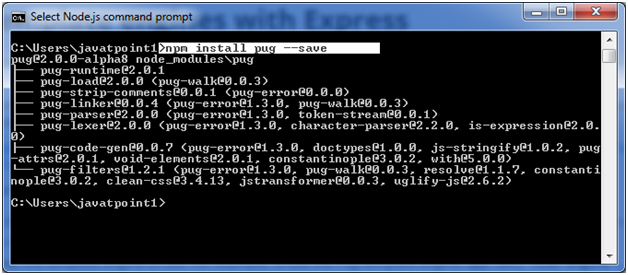 with Express
Select Node.js command prompt
C:\Users\javatpoint1>npm install pug --save
pug@2.0.0-alpha8 node_modules\pug
├── pug-runtime@2.0.1
├── pug-load@2.0.0 (pug-walk@0.0.3)
├── pug-strip-comments@0.0.1 (pug-error@0.0.0)
├── pug-linker@0.0.4 (pug-error@1.3.0, pug-walk@0.0.3)
├── pug-parser@2.0.0 (pug-error@1.3.0, token-stream@0.0.1)
├── pug-lexer@2.0.0 (pug-error@1.3.0, character-parser@2.2.0, is-expression@2.0.
0)
├── pug-code-gen@0.0.7 (pug-error@1.3.0, doctypes@1.0.0, js-stringify@1.0.2, pug
-attrs@2.0.1, void-elements@2.0.1, constantinople@3.0.2, with@5.0.0)
└── pug-filters@1.2.1 (pug-error@1.3.0, pug-walk@0.0.3, resolve@1.1.7, constanti
nople@3.0.2, clean-css@3.4.13, jstransformer@0.0.3, uglify-js@2.6.2)
C:\Users\javatpoint1>